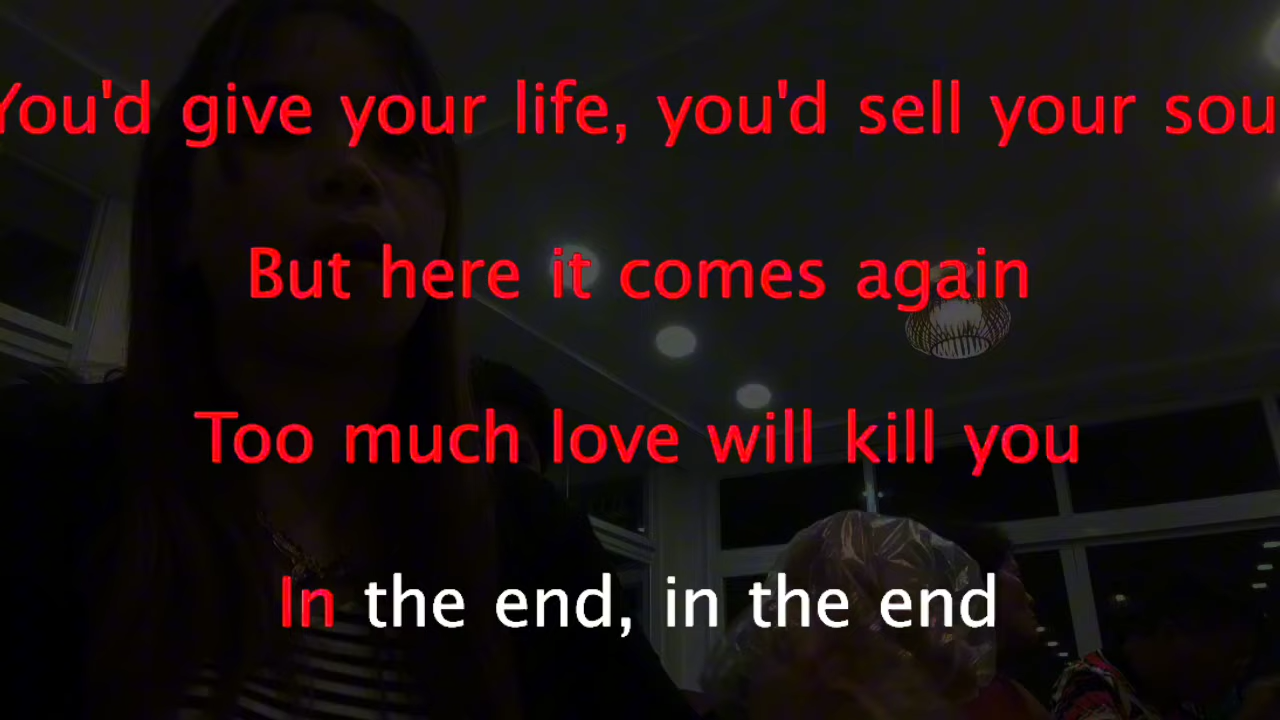 You'd give your life, you'd sell your sou
But here it comes again
Too much love will kill you
In the end, in the end